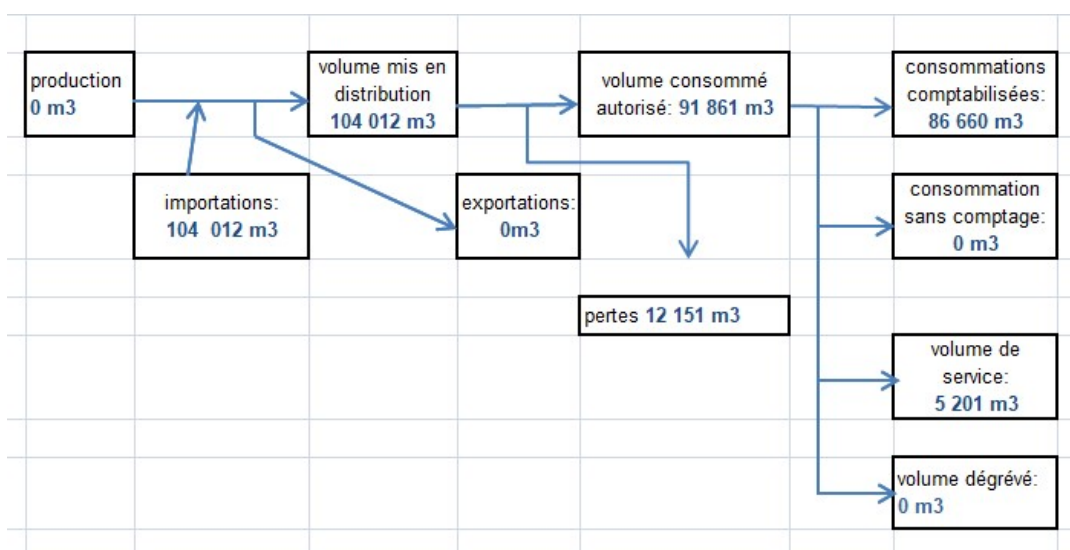 production
0 m3
volume mis en
distribution
104 012 m3
volume consommé
autorisé: 91 861 m3
consommations
comptabilisées:
86 660 m3
importations:
104 012 m3
exportations:
0m3
consommation
sans comptage:
0 m3
pertes 12 151 m3
volume de
service:
5 201 m3
volume dégrévé:
0 m3